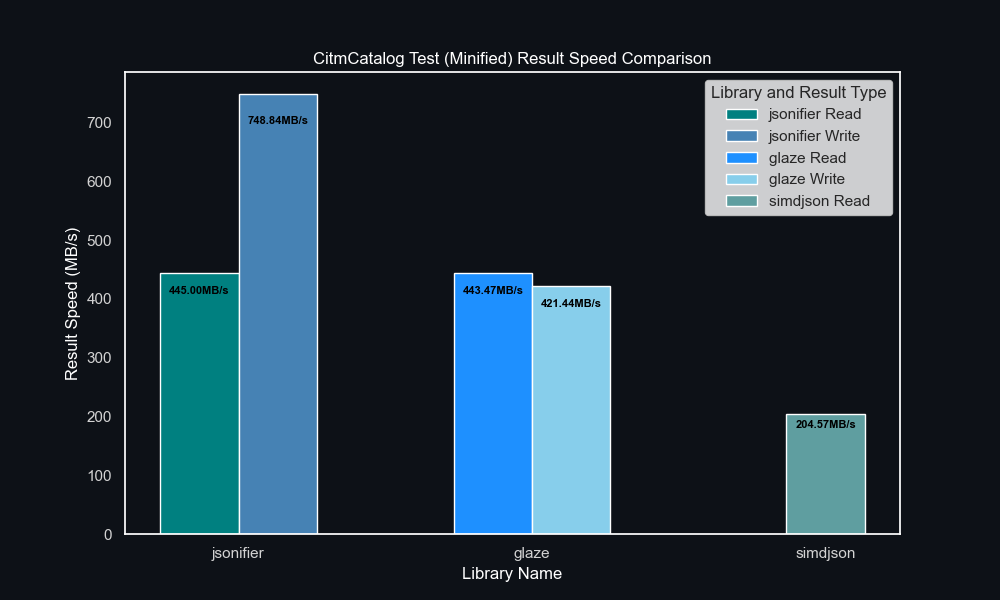 CitmCatalog Test (Minified) Result Speed Comparison
Library and Result Type
jsonifier Read
jsonifier Write
glaze Read
glaze Write
simdjson Read
Result Speed (MB/s)
700
600
500
400
300
200
100
0
748.84MB/s
445.00MB/s
443.47MB/s
421.44MB/s
204.57MB/s
jsonifier
glaze
simdjson
Library Name